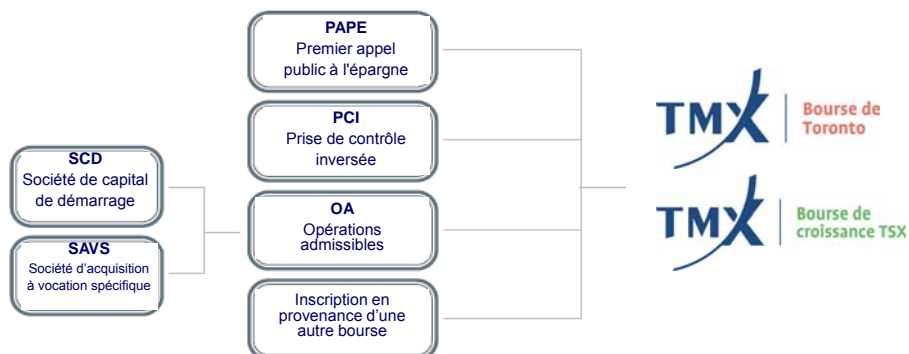 PAPE
Premier appel
public à l'épargne
PCI
Prise de contrôle
inversée
SCD
Société de capital
de démarrage
SAVS
Société d'acquisition
à vocation spécifique
OA
Opérations
admissibles
Inscription en
provenance d'une
autre bourse
TMX
Bourse de
Toronto
TMX
Bourse de
croissance TSX